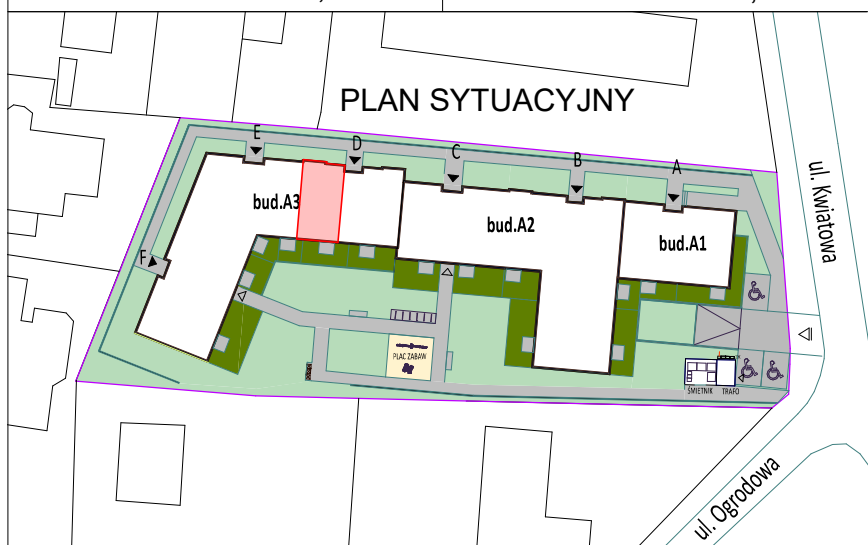 PLAN SYTUACYJNY
E
D
C
B
A
ul. Kwiatowa
bud.A3
bud.A2
bud.A1
F
PLAC ZABAW
ŚMIETNIK TRAFO
ul. Ogrodowa